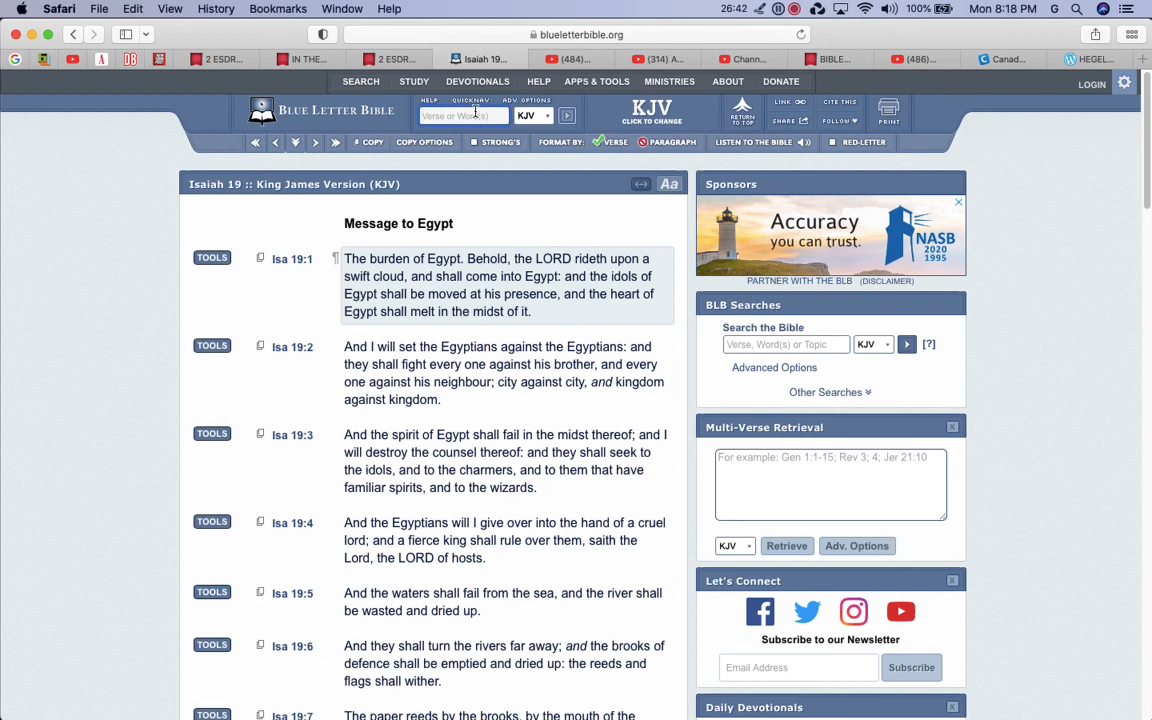 Safari File Edit View History Bookmarks Window Help 26:42 100% Mon 8:18 PM G
blueletterbible.org
2 ESDR... IN THE... 2 ESDR... Isaiah 19... (484)... (314) A... Chann... BIBLE... (486)... Canad... HEGEL...
SEARCH STUDY DEVOTIONALS HELP APPS & TOOLS MINISTRIES ABOUT DONATE LOGIN
BLUE LETTER BIBLE
HELP QUICKNAV ADV. OPTIONS
Verse or Word(s) KJV
KJV
CLICK TO CHANGE
RETURN
TO TOP
LINK CITE THIS
SHARE FOLLOW
PRINT
COPY COPY OPTIONS STRONG'S FORMAT BY: VERSE PARAGRAPH LISTEN TO THE BIBLE RED-LETTER
Isaiah 19 :: King James Version (KJV) Aa
Message to Egypt
TOOLS Isa 19:1 ¶ The burden of Egypt. Behold, the LORD rideth upon a
swift cloud, and shall come into Egypt: and the idols of
Egypt shall be moved at his presence, and the heart of
Egypt shall melt in the midst of it.
TOOLS Isa 19:2 And I will set the Egyptians against the Egyptians: and
they shall fight every one against his brother, and every
one against his neighbour; city against city, and kingdom
against kingdom.
TOOLS Isa 19:3 And the spirit of Egypt shall fail in the midst thereof; and I
will destroy the counsel thereof: and they shall seek to
the idols, and to the charmers, and to them that have
familiar spirits, and to the wizards.
TOOLS Isa 19:4 And the Egyptians will I give over into the hand of a cruel
lord; and a fierce king shall rule over them, saith the
Lord, the LORD of hosts.
TOOLS Isa 19:5 And the waters shall fail from the sea, and the river shall
be wasted and dried up.
TOOLS Isa 19:6 And they shall turn the rivers far away; and the brooks of
defence shall be emptied and dried up: the reeds and
flags shall wither.
TOOLS Isa 19:7 The paper reeds by the brooks, by the mouth of the
Sponsors
Accuracy
you can trust.
NASB
2020
1995
PARTNER WITH THE BLB (DISCLAIMER)
BLB Searches
Search the Bible
Verse, Word(s) or Topic KJV [?]
Advanced Options
Other Searches
Multi-Verse Retrieval x
For example: Gen 1:1-15; Rev 3; 4; Jer 21:10
KJV Retrieve Adv. Options
Let's Connect x
Subscribe to our Newsletter
Email Address Subscribe
Daily Devotionals x